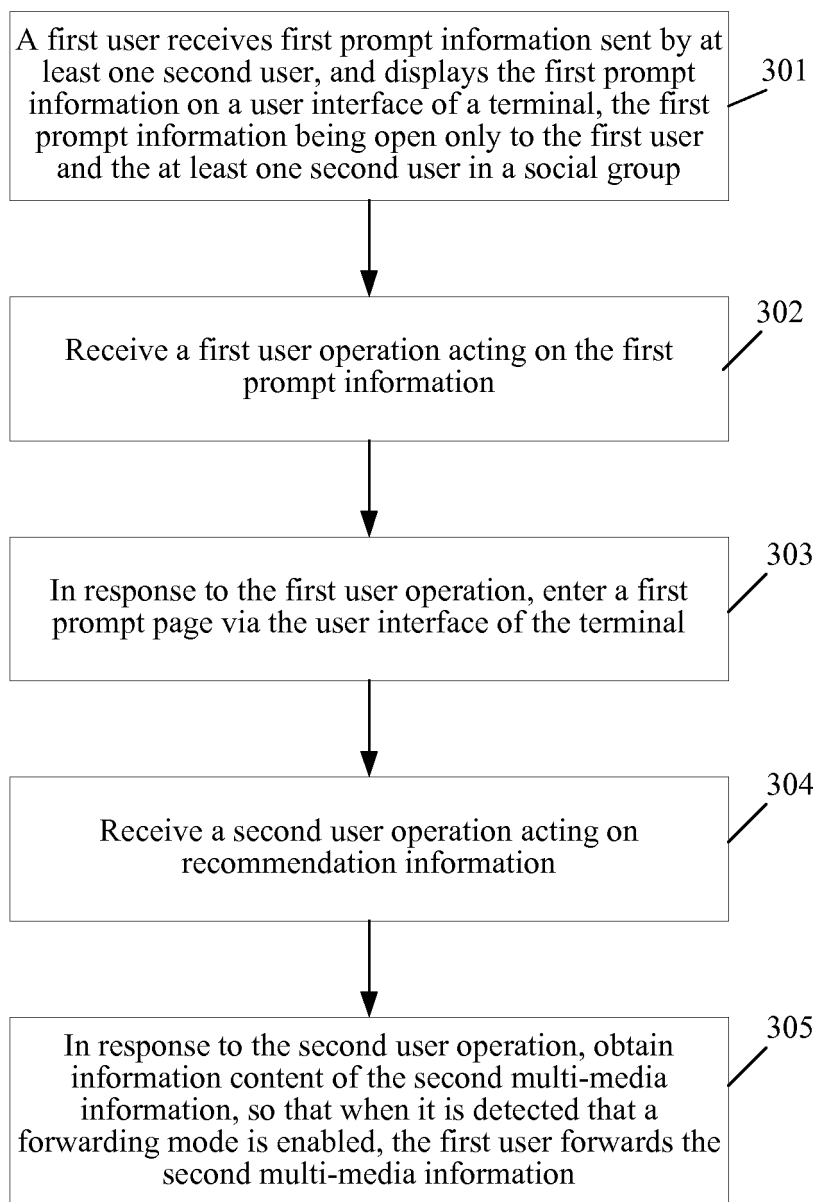 A first user receives first prompt information sent by at
least one second user, and displays the first prompt
information on a user interface of a terminal, the first
prompt information being open only to the first user
and the at least one second user in a social group
301
302
Receive a first user operation acting on the first
prompt information
303
In response to the first user operation, enter a first
prompt page via the user interface of the terminal
304
Receive a second user operation acting on
recommendation information
305
In response to the second user operation, obtain
information content of the second multi-media
information, so that when it is detected that a
forwarding mode is enabled, the first user forwards the
second multi-media information